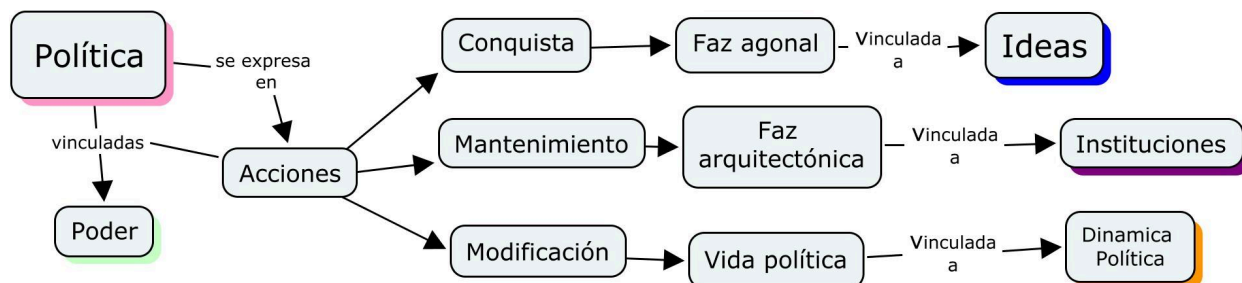 Política
se expresa
en
vinculadas
Acciones
Poder
Conquista
Faz agonal
Vinculada
a
Ideas
Mantenimiento
Faz
arquitectónica
Vinculada
a
Instituciones
Modificación
Vida política
Vinculada
a
Dinamica
Política